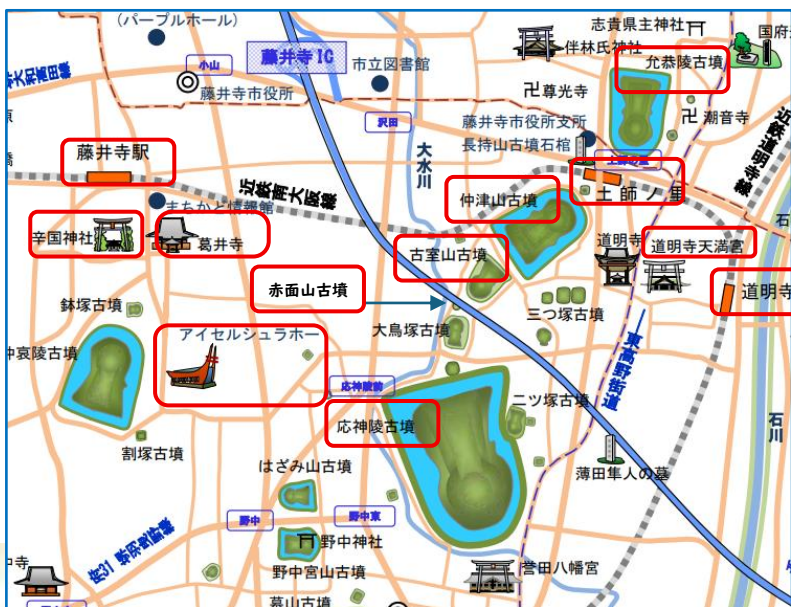 (パープルホール)
志貴県主神社
国府
伴林氏神社
允恭陵古墳
小山
藤井寺IC
市立図書館
藤井寺市役所
卍尊光寺
沢田
藤井寺市役所支所
卍潮音寺
長持山古墳石棺
大水川
近鉄道明寺線
藤井寺駅
近鉄南大阪線
土師ノ里
仲津山古墳
まちかど情報館
辛国神社
葛井寺
古室山古墳
道明寺
道明寺天満宮
赤面山古墳
道明寺
鉢塚古墳
大鳥塚古墳
三つ塚古墳
アイセルシュラホー
仲哀陵古墳
東高野街道
応神陵前
応神陵古墳
二ツ塚古墳
石川
割塚古墳
はざみ山古墳
薄田隼人の墓
野中
野中東
野中神社
野中宮山古墳
誉田八幡宮
中寺
墓山古墳